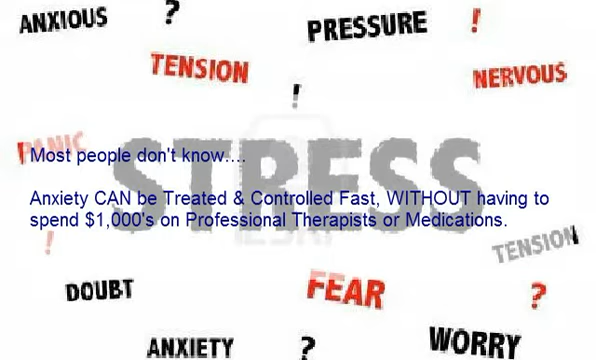 ANXIOUS ? PRESSURE !
TENSION NERVOUS
!
PANIC
STRESS
Most people don't know....
Anxiety CAN be Treated & Controlled Fast, WITHOUT having to
spend $1,000's on Professional Therapists or Medications.
! TENSION
DOUBT FEAR ?
ANXIETY ? WORRY